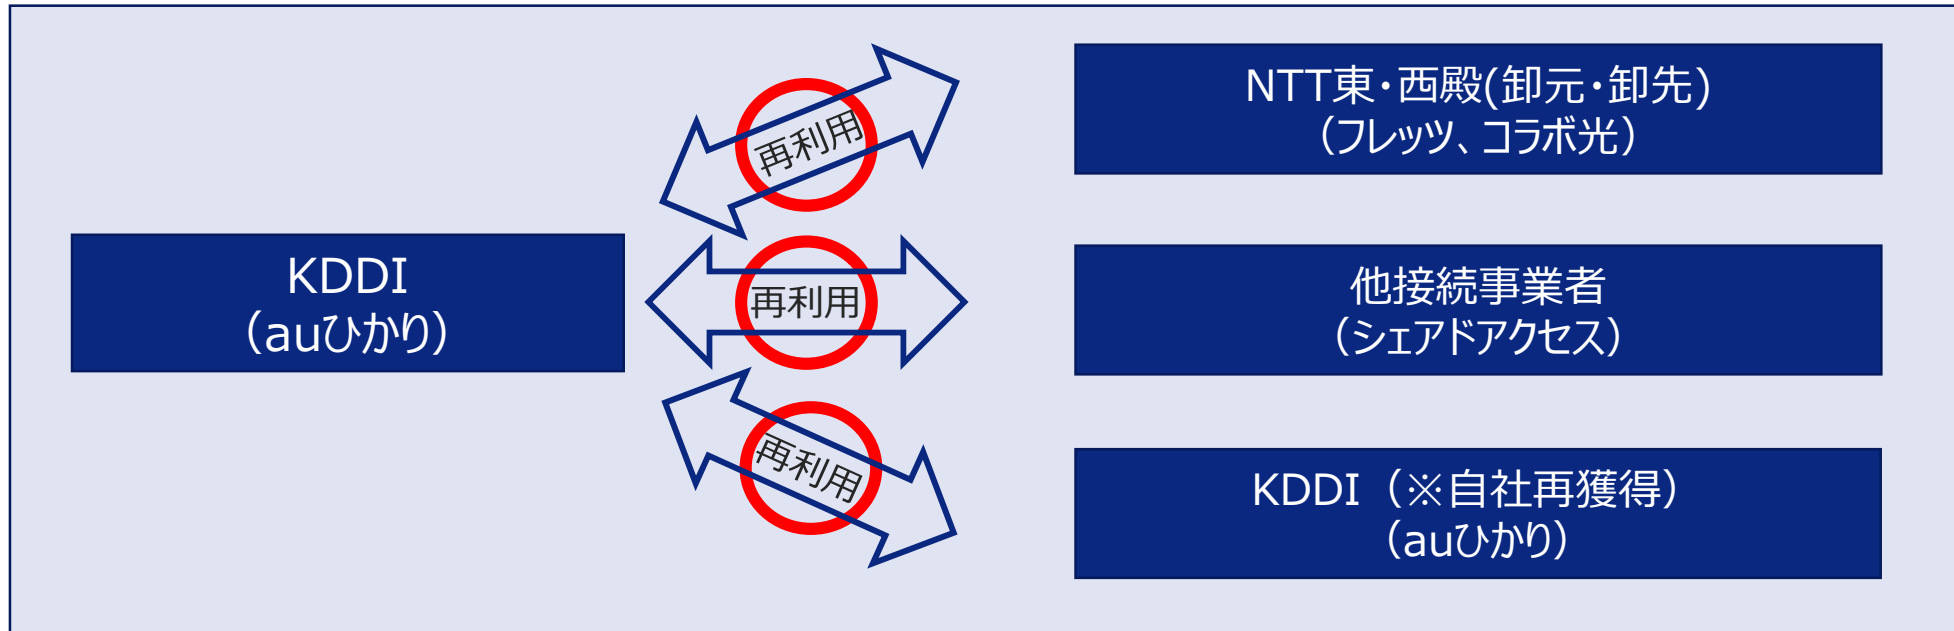 NTT東・西殿(卸元・卸先)
（フレッツ、コラボ光）
再利用
KDDI
（auひかり）
再利用
他接続事業者
（シェアドアクセス）
再利用
KDDI（※自社再獲得）
（auひかり）